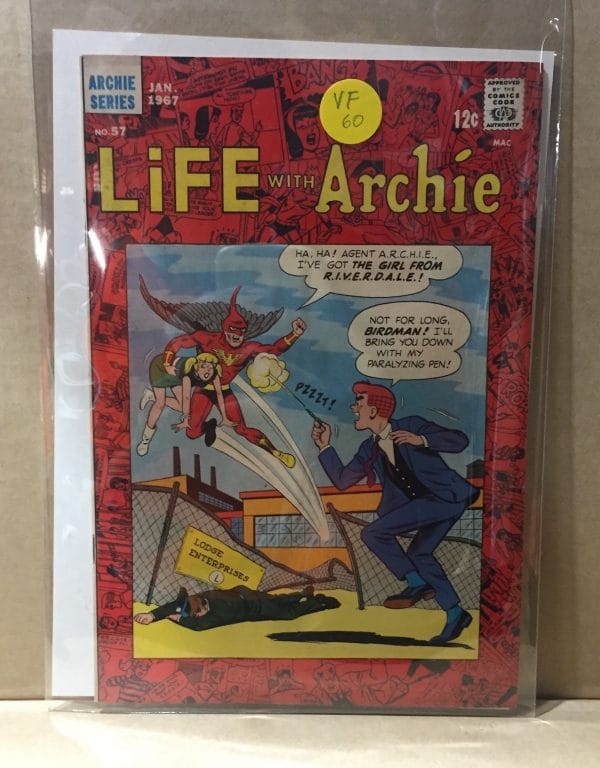 ARCHIE
SERIES
JAN.
1967
NO. 57
VF
60
12¢
APPROVED
BY THE
COMICS
CODE
AUTHORITY
MAC
BANG!
LiFE WITH Archie
HA, HA! AGENT A.R.C.H.I.E.,
I'VE GOT THE GIRL FROM
R.I.V.E.R.D.A.L.E.!
NOT FOR LONG,
BIRDMAN! I'LL
BRING YOU DOWN
WITH MY
PARALYZING PEN!
PZZZT!
LODGE
ENTERPRISES
L